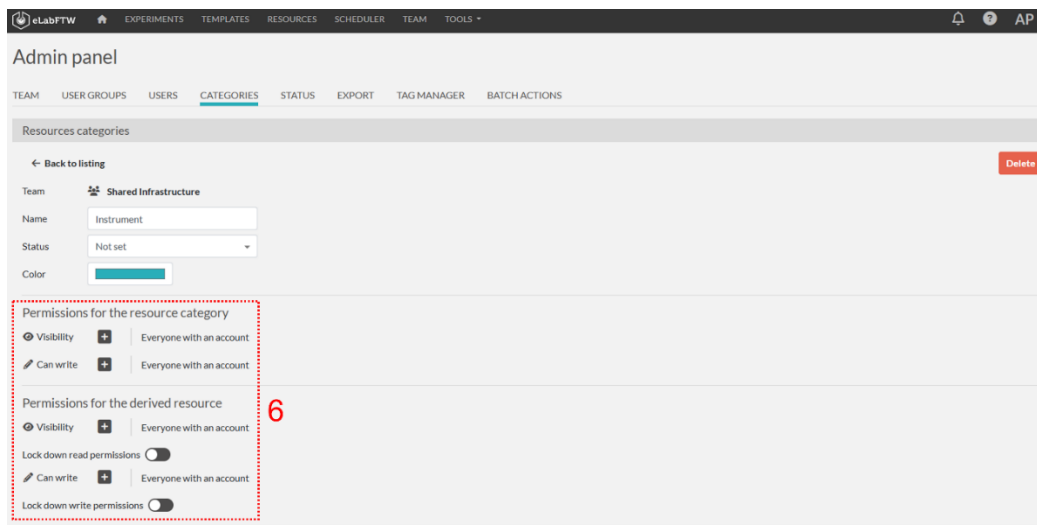 eLabFTW EXPERIMENTS TEMPLATES RESOURCES SCHEDULER TEAM TOOLS ? AP
Admin panel
TEAM USER GROUPS USERS CATEGORIES STATUS EXPORT TAG MANAGER BATCH ACTIONS
Resources categories
← Back to listing Delete
Team Shared Infrastructure
Name Instrument
Status Not set
Color
Permissions for the resource category
Visibility + Everyone with an account
Can write + Everyone with an account
Permissions for the derived resource
6
Visibility + Everyone with an account
Lock down read permissions
Can write + Everyone with an account
Lock down write permissions